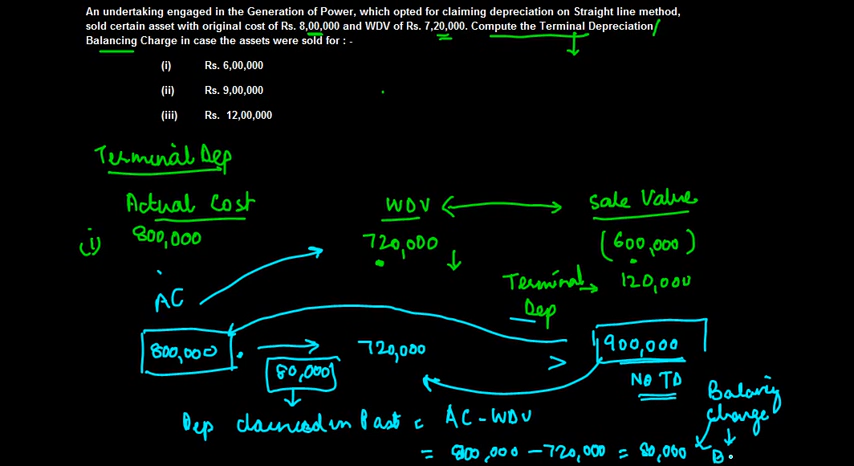 An undertaking engaged in the Generation of Power, which opted for claiming depreciation on Straight line method,
sold certain asset with original cost of Rs. 8,00,000 and WDV of Rs. 7,20,000. Compute the Terminal Depreciation/
Balancing Charge in case the assets were sold for : -
(i) Rs. 6,00,000
(ii) Rs. 9,00,000
(iii) Rs. 12,00,000
Terminal Dep
Actual Cost WDV Sale Value
(i) 800,000 720,000 (600,000)
Terminal Dep → 120,000
AC
800,000 → 720,000 > 900,000
80,000 No TD
Dep claimed in Past = AC - WDV
= 800,000 - 720,000 = 80,000
Balancing
Charge
B.